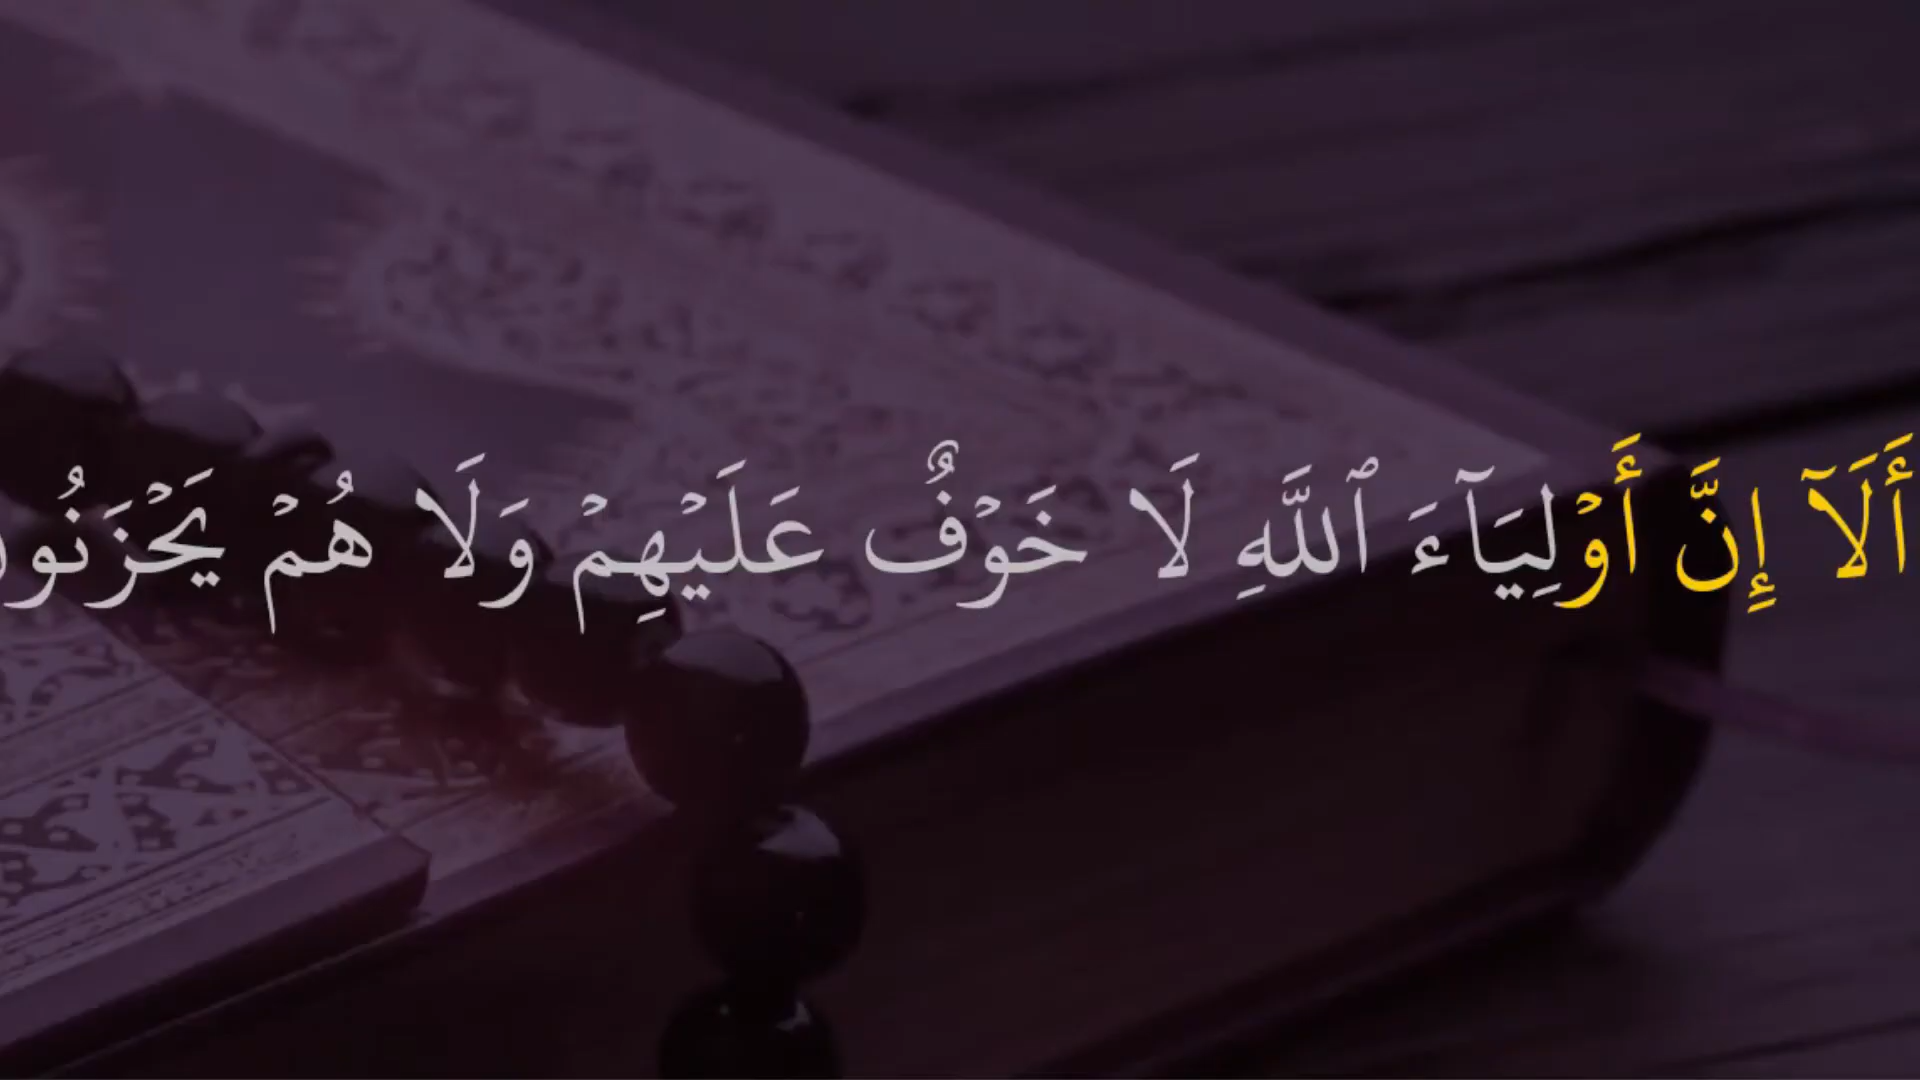 أَلَآ إِنَّ أَوۡلِيَآءَ ٱللَّهِ لَا خَوۡفٌ عَلَيۡهِمۡ وَلَا هُمۡ يَحۡزَنُو